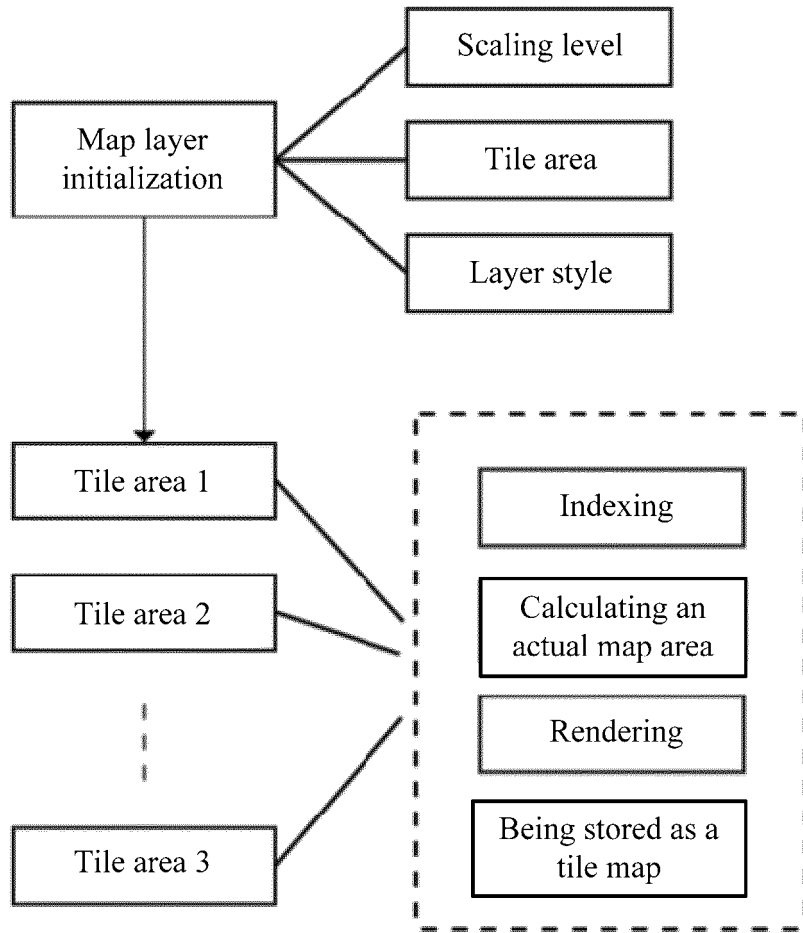 Scaling level
Map layer
initialization
Tile area
Layer style
Tile area 1
Tile area 2
Tile area 3
Indexing
Calculating an
actual map area
Rendering
Being stored as a
tile map